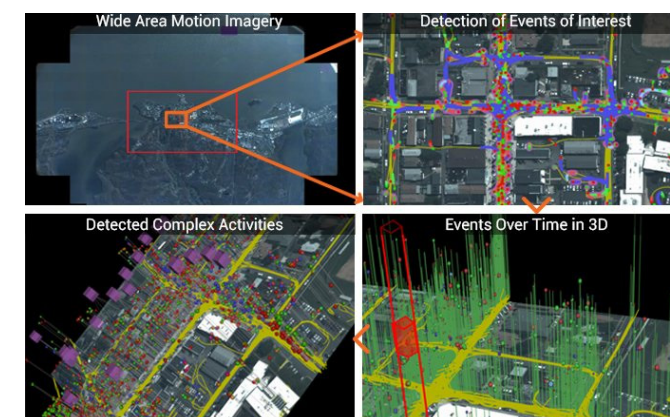 Wide Area Motion Imagery
Detection of Events of Interest
Detected Complex Activities
Events Over Time in 3D